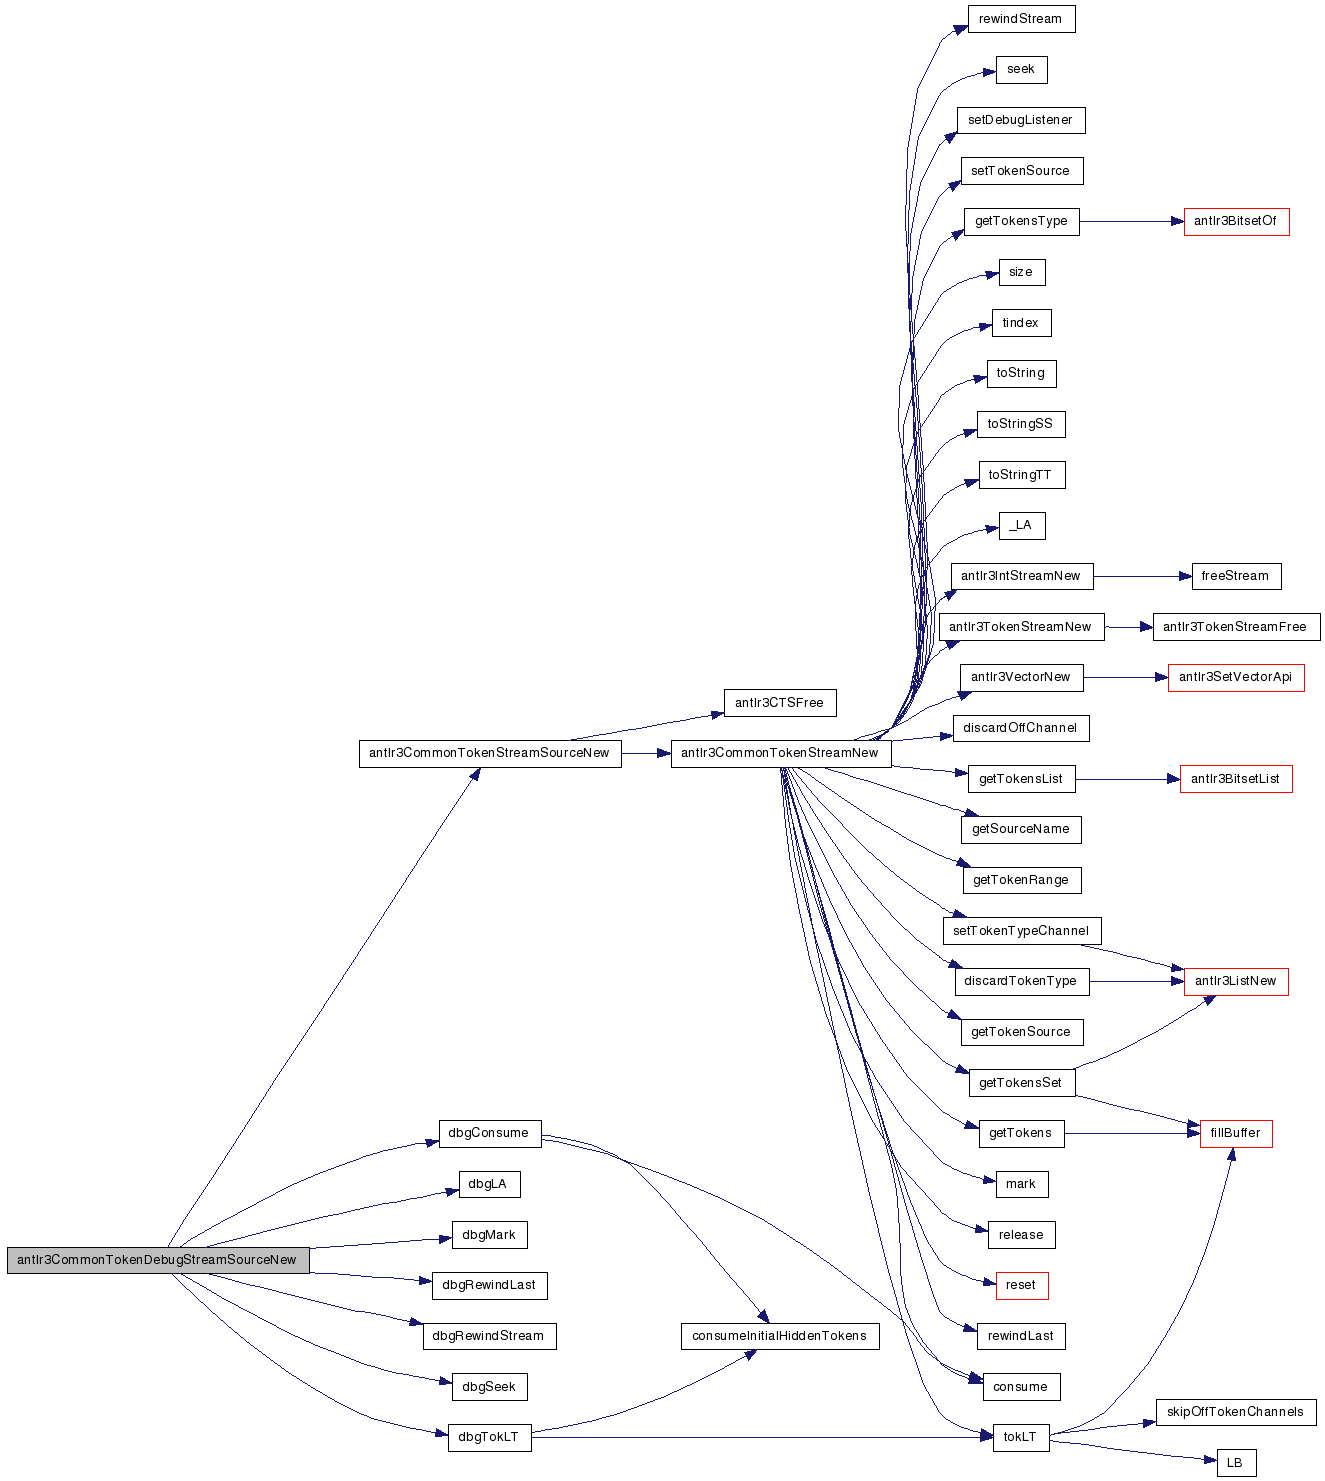 rewindStream
seek
setDebugListener
setTokenSource
getTokensType
antlr3BitsetOf
size
tindex
toString
toStringSS
toStringTT
_LA
antlr3IntStreamNew
freeStream
antlr3TokenStreamNew
antlr3TokenStreamFree
antlr3VectorNew
antlr3SetVectorApi
antlr3CTSFree
discardOffChannel
antlr3CommonTokenStreamSourceNew
antlr3CommonTokenStreamNew
getTokensList
antlr3BitsetList
getSourceName
getTokenRange
setTokenTypeChannel
discardTokenType
antlr3ListNew
getTokenSource
getTokensSet
dbgConsume
getTokens
fillBuffer
dbgLA
mark
dbgMark
release
antlr3CommonTokenDebugStreamSourceNew
dbgRewindLast
reset
dbgRewindStream
consumeInitialHiddenTokens
rewindLast
dbgSeek
consume
skipOffTokenChannels
dbgTokLT
tokLT
LB